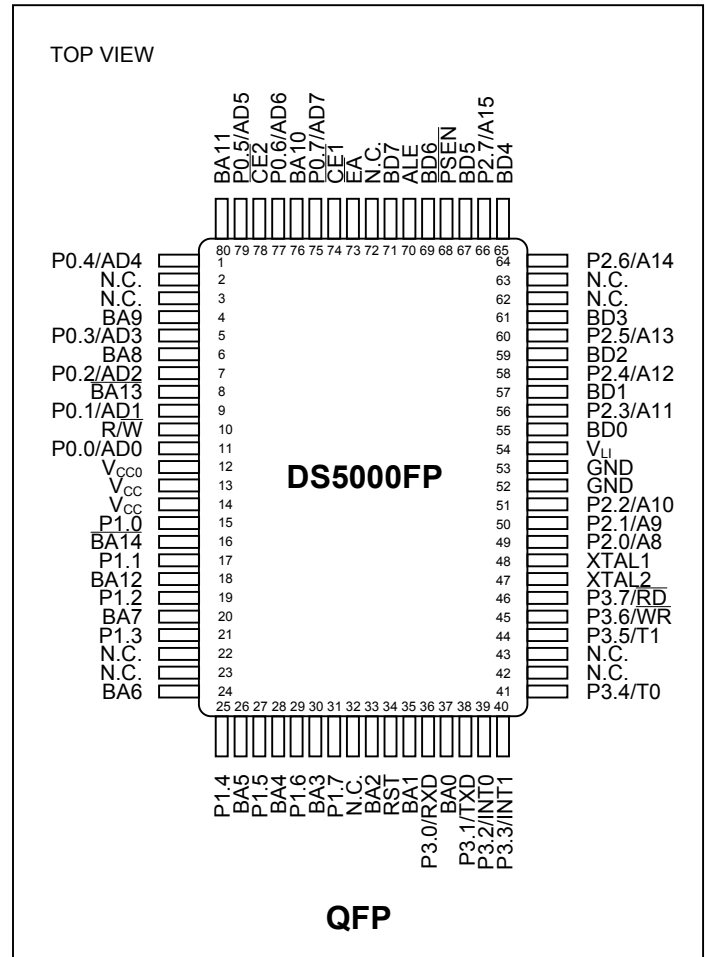 TOP VIEW
BA11
P0.5/AD5
CE2
P0.6/AD6
BA10
P0.7/AD7
CE1
EA
N.C.
BD7
ALE
BD6
PSEN
BD5
P2.7/A15
BD4
80 79 78 77 76 75 74 73 72 71 70 69 68 67 66 65
P0.4/AD4 1
N.C. 2
N.C. 3
BA9 4
P0.3/AD3 5
BA8 6
P0.2/AD2 7
BA13 8
P0.1/AD1 9
R/W 10
P0.0/AD0 11
VCC0 12
VCC 13
VCC 14
P1.0 15
BA14 16
P1.1 17
BA12 18
P1.2 19
BA7 20
P1.3 21
N.C. 22
N.C. 23
BA6 24
DS5000FP
64 P2.6/A14
63 N.C.
62 N.C.
61 BD3
60 P2.5/A13
59 BD2
58 P2.4/A12
57 BD1
56 P2.3/A11
55 BD0
54 VLI
53 GND
52 GND
51 P2.2/A10
50 P2.1/A9
49 P2.0/A8
48 XTAL1
47 XTAL2
46 P3.7/RD
45 P3.6/WR
44 P3.5/T1
43 N.C.
42 N.C.
41 P3.4/T0
25 26 27 28 29 30 31 32 33 34 35 36 37 38 39 40
P1.4
BA5
P1.5
BA4
P1.6
BA3
P1.7
N.C.
BA2
RST
BA1
P3.0/RXD
BA0
P3.1/TXD
P3.2/INT0
P3.3/INT1
QFP